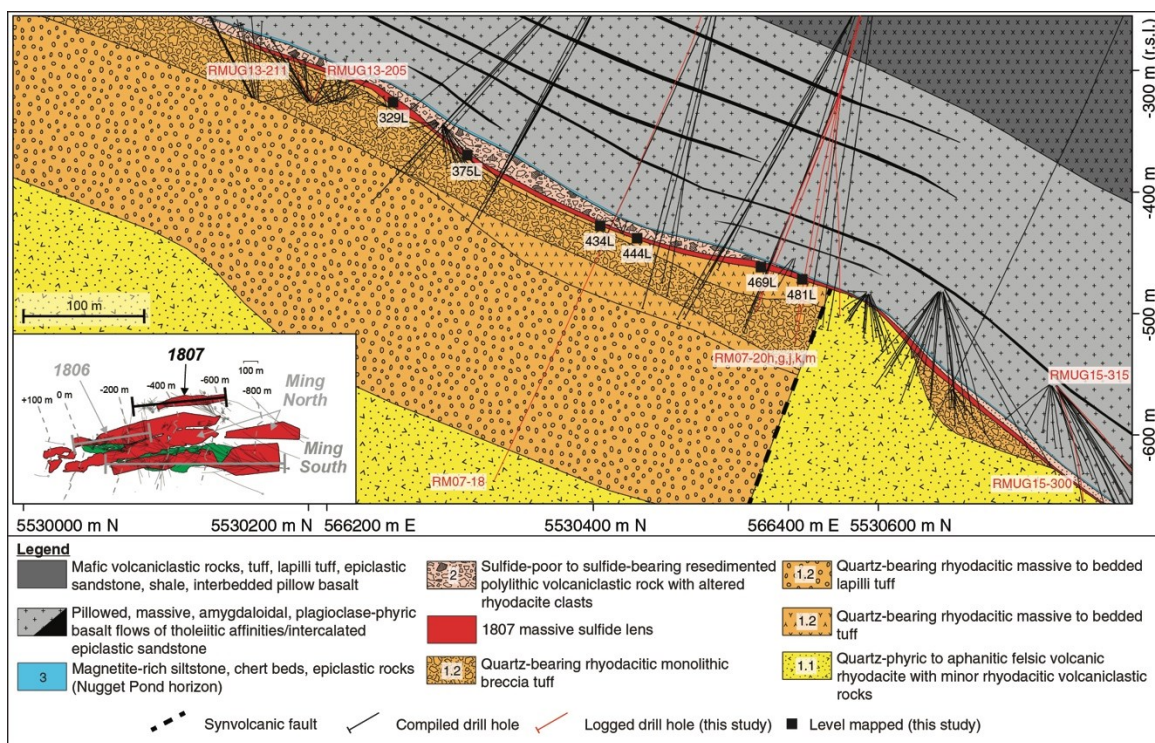 RMUG13-211
RMUG13-205
329L
375L
434L
444L
469L
481L
RM07-20h,g,j,k,m
RM07-18
RMUG15-315
RMUG15-300
-300 m (r.s.l.)
-400 m
-500 m
-600 m
100 m
1807
1806
+100 m
0 m
-200 m
-400 m
-600 m
100 m
-800 m
Ming
North
Ming
South
5530000 m N
5530200 m N
566200 m E
5530400 m N
566400 m E
5530600 m N
Legend
Mafic volcaniclastic rocks, tuff, lapilli tuff, epiclastic
sandstone, shale, interbedded pillow basalt
Pillowed, massive, amygdaloidal, plagioclase-phyric
basalt flows of tholeiitic affinities/intercalated
epiclastic sandstone
3
Magnetite-rich siltstone, chert beds, epiclastic rocks
(Nugget Pond horizon)
2
Sulfide-poor to sulfide-bearing resedimented
polylithic volcaniclastic rock with altered
rhyodacite clasts
1807 massive sulfide lens
1.2
Quartz-bearing rhyodacitic monolithic
breccia tuff
1.2
Quartz-bearing rhyodacitic massive to bedded
lapilli tuff
1.2
Quartz-bearing rhyodacitic massive to bedded
tuff
1.1
Quartz-phyric to aphanitic felsic volcanic
rhyodacite with minor rhyodacitic volcaniclastic
rocks
Synvolcanic fault
Compiled drill hole
Logged drill hole (this study)
Level mapped (this study)